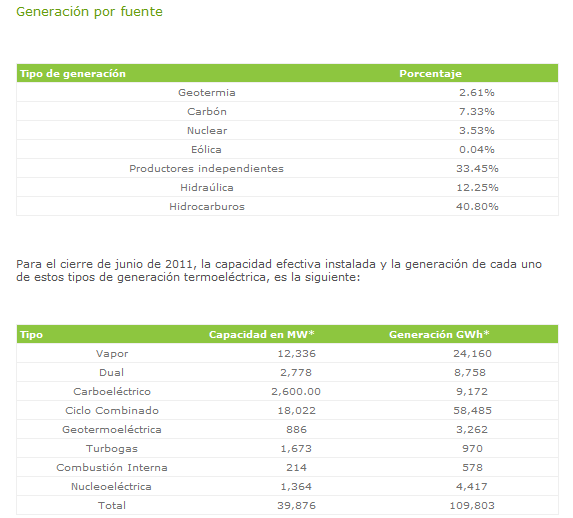 Generación por fuente
Tipo de generación Porcentaje
Geotermia 2.61%
Carbón 7.33%
Nuclear 3.53%
Eólica 0.04%
Productores independientes 33.45%
Hidraúlica 12.25%
Hidrocarburos 40.80%
Para el cierre de junio de 2011, la capacidad efectiva instalada y la generación de cada uno
de estos tipos de generación termoeléctrica, es la siguiente:
Tipo Capacidad en MW* Generación GWh*
Vapor 12,336 24,160
Dual 2,778 8,758
Carboeléctrico 2,600.00 9,172
Ciclo Combinado 18,022 58,485
Geotermoeléctrica 886 3,262
Turbogas 1,673 970
Combustión Interna 214 578
Nucleoeléctrica 1,364 4,417
Total 39,876 109,803